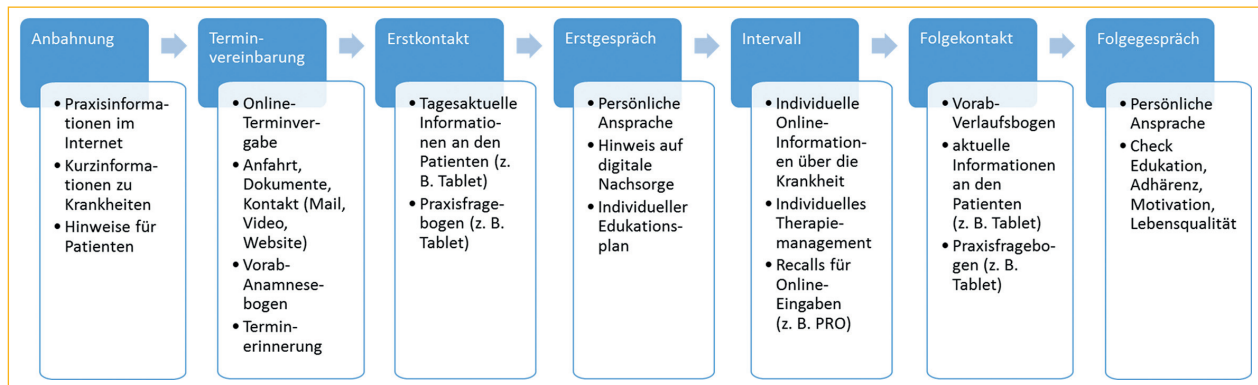 Anbahnung
• Praxisinforma-
tionen im
Internet
• Kurzinforma-
tionen zu
Krankheiten
• Hinweise für
Patienten
Termin-
vereinbarung
• Online-
Terminver-
gabe
• Anfahrt,
Dokumente,
Kontakt (Mail,
Video,
Website)
• Vorab-
Anamnese-
bogen
• Termin-
erinnerung
Erstkontakt
• Tagesaktuelle
Informatio-
nen an den
Patienten (z.
B. Tablet)
• Praxisfrage-
bogen (z. B.
Tablet)
Erstgespräch
• Persönliche
Ansprache
• Hinweis auf
digitale
Nachsorge
• Individueller
Edukations-
plan
Intervall
• Individuelle
Online-
Information-
en über die
Krankheit
• Individuelles
Therapie-
management
• Recalls für
Online-
Eingaben
(z. B. PRO)
Folgekontakt
• Vorab-
Verlaufsbogen
• aktuelle
Informationen
an den
Patienten
(z. B. Tablet)
• Praxisfragebo-
gen (z. B.
Tablet)
Folgegespräch
• Persönliche
Ansprache
• Check
Edukation,
Adhärenz,
Motivation,
Lebensqualität